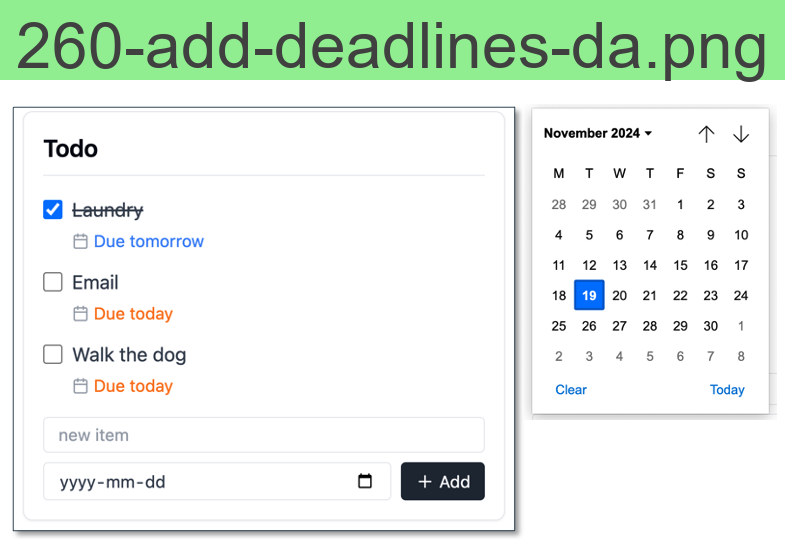 260-add-deadlines-da.png
Todo
Laundry
Due tomorrow
Email
Due today
Walk the dog
Due today
new item
yyyy-mm-dd
+ Add
November 2024
M T W T F S S
28 29 30 31 1 2 3
4 5 6 7 8 9 10
11 12 13 14 15 16 17
18 19 20 21 22 23 24
25 26 27 28 29 30 1
2 3 4 5 6 7 8
Clear Today